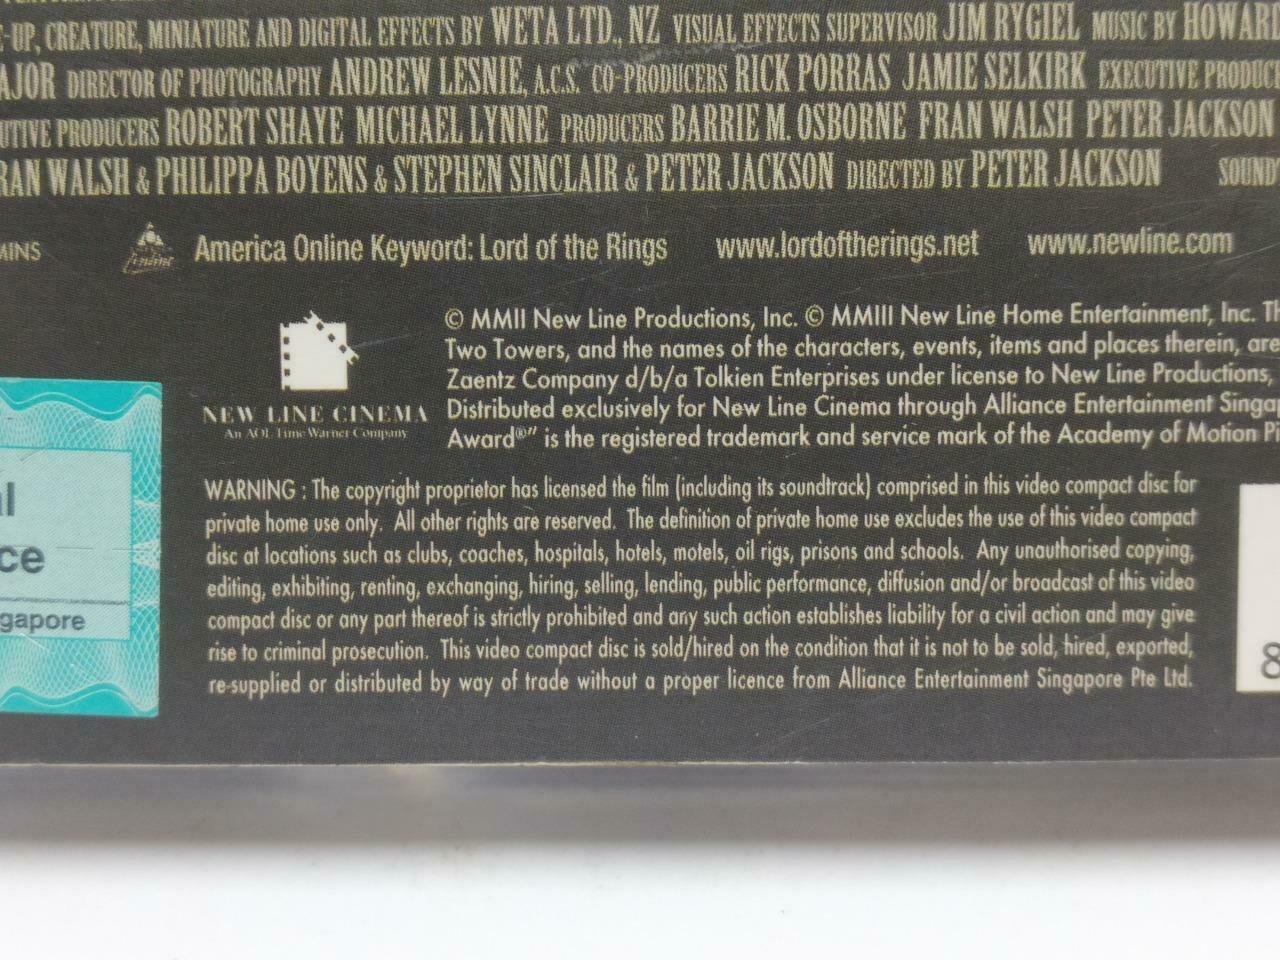 -UP, CREATURE, MINIATURE AND DIGITAL EFFECTS BY WETA LTD., NZ VISUAL EFFECTS SUPERVISOR JIM RYGIEL MUSIC BY HOWARD
AJOR DIRECTOR OF PHOTOGRAPHY ANDREW LESNIE, A.C.S. CO-PRODUCERS RICK PORRAS JAMIE SELKIRK EXECUTIVE PRODUC
UTIVE PRODUCERS ROBERT SHAYE MICHAEL LYNNE PRODUCERS BARRIE M. OSBORNE FRAN WALSH PETER JACKSON
RAN WALSH & PHILIPPA BOYENS & STEPHEN SINCLAIR & PETER JACKSON DIRECTED BY PETER JACKSON SOUND
MINS America Online Keyword: Lord of the Rings www.lordoftherings.net www.newline.com
© MMII New Line Productions, Inc. © MMIII New Line Home Entertainment, Inc. Th
Two Towers, and the names of the characters, events, items and places therein, are
Zaentz Company d/b/a Tolkien Enterprises under license to New Line Productions,
Distributed exclusively for New Line Cinema through Alliance Entertainment Singap
Award®" is the registered trademark and service mark of the Academy of Motion Pi
NEW LINE CINEMA
An AOL Time Warner Company
WARNING : The copyright proprietor has licensed the film (including its soundtrack) comprised in this video compact disc for
private home use only. All other rights are reserved. The definition of private home use excludes the use of this video compact
disc at locations such as clubs, coaches, hospitals, hotels, motels, oil rigs, prisons and schools. Any unauthorised copying,
editing, exhibiting, renting, exchanging, hiring, selling, lending, public performance, diffusion and/or broadcast of this video
compact disc or any part thereof is strictly prohibited and any such action establishes liability for a civil action and may give
rise to criminal prosecution. This video compact disc is sold/hired on the condition that it is not to be sold, hired, exported,
re-supplied or distributed by way of trade without a proper licence from Alliance Entertainment Singapore Pte Ltd.
al
ce
gapore
8